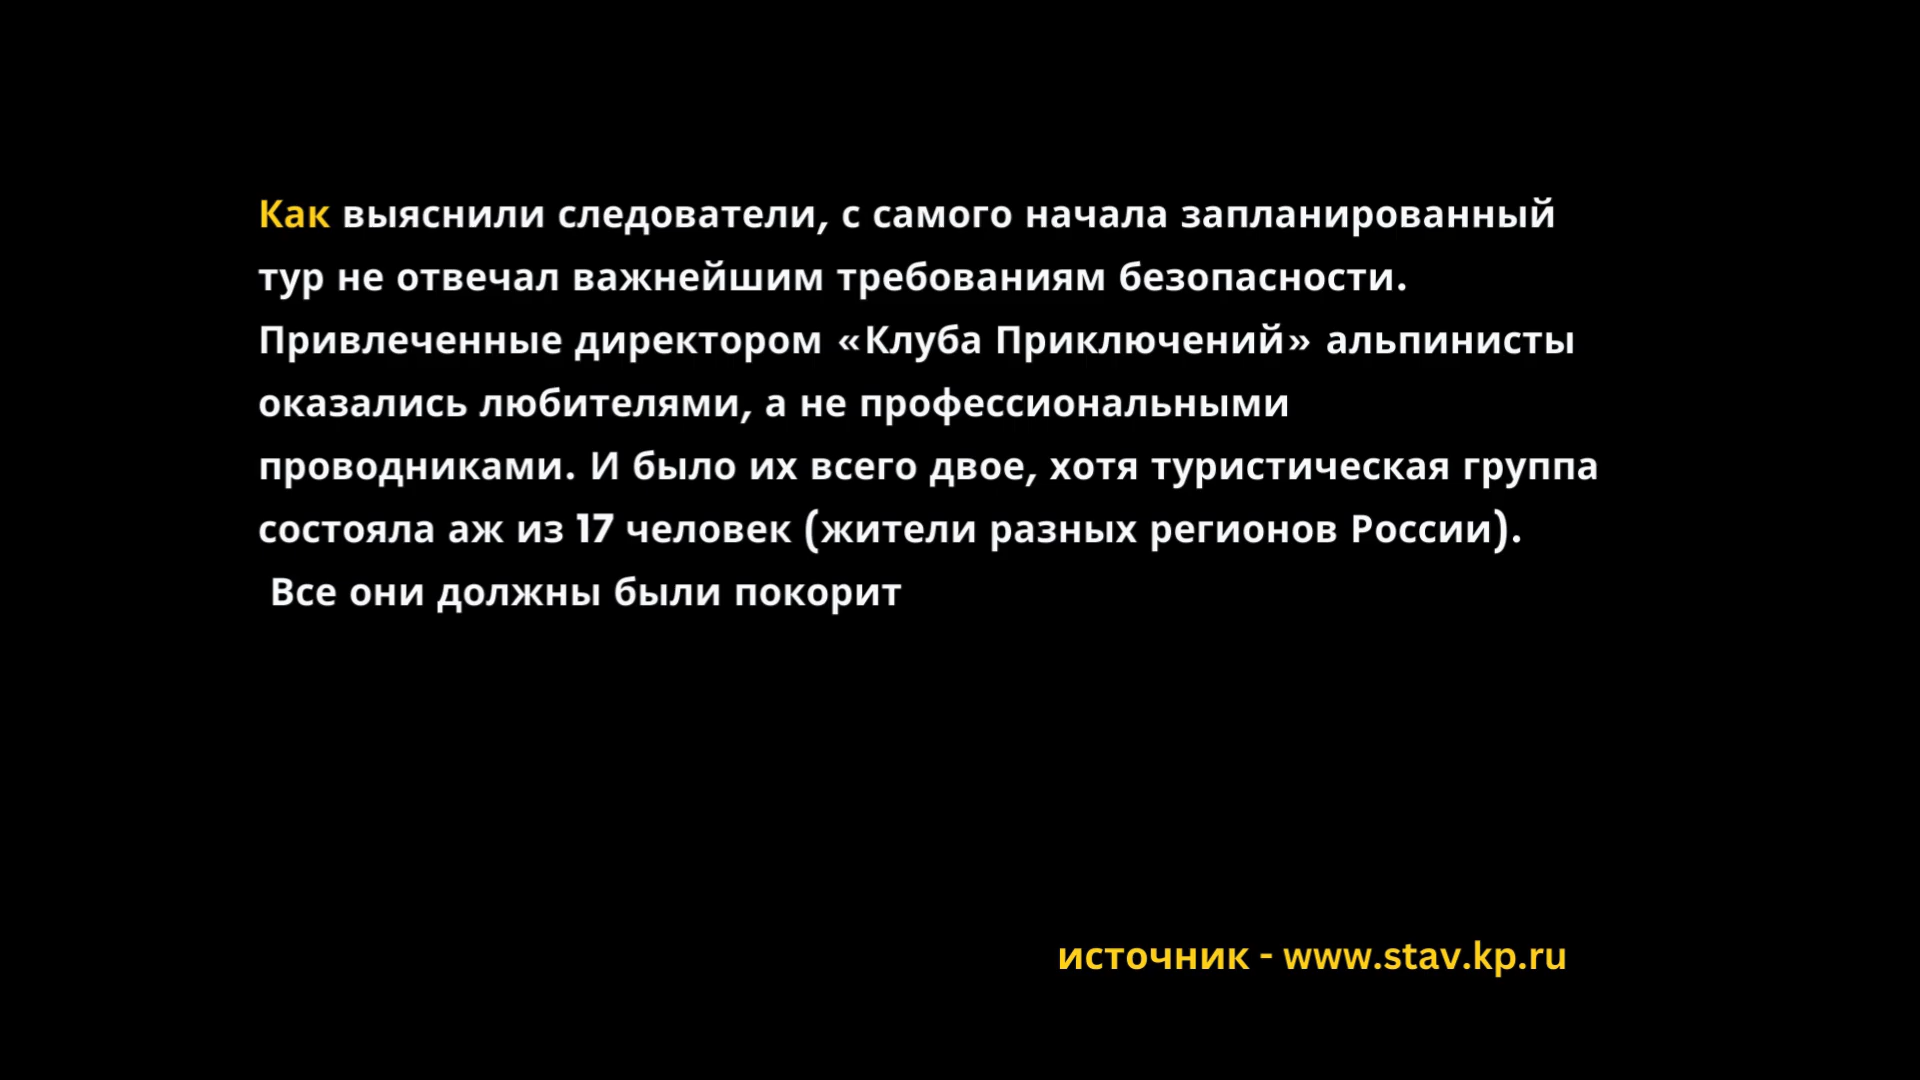 Как выяснили следователи, с самого начала запланированный
тур не отвечал важнейшим требованиям безопасности.
Привлеченные директором «Клуба Приключений» альпинисты
оказались любителями, а не профессиональными
проводниками. И было их всего двое, хотя туристическая группа
состояла аж из 17 человек (жители разных регионов России).
Все они должны были покорит
источник - www.stav.kp.ru